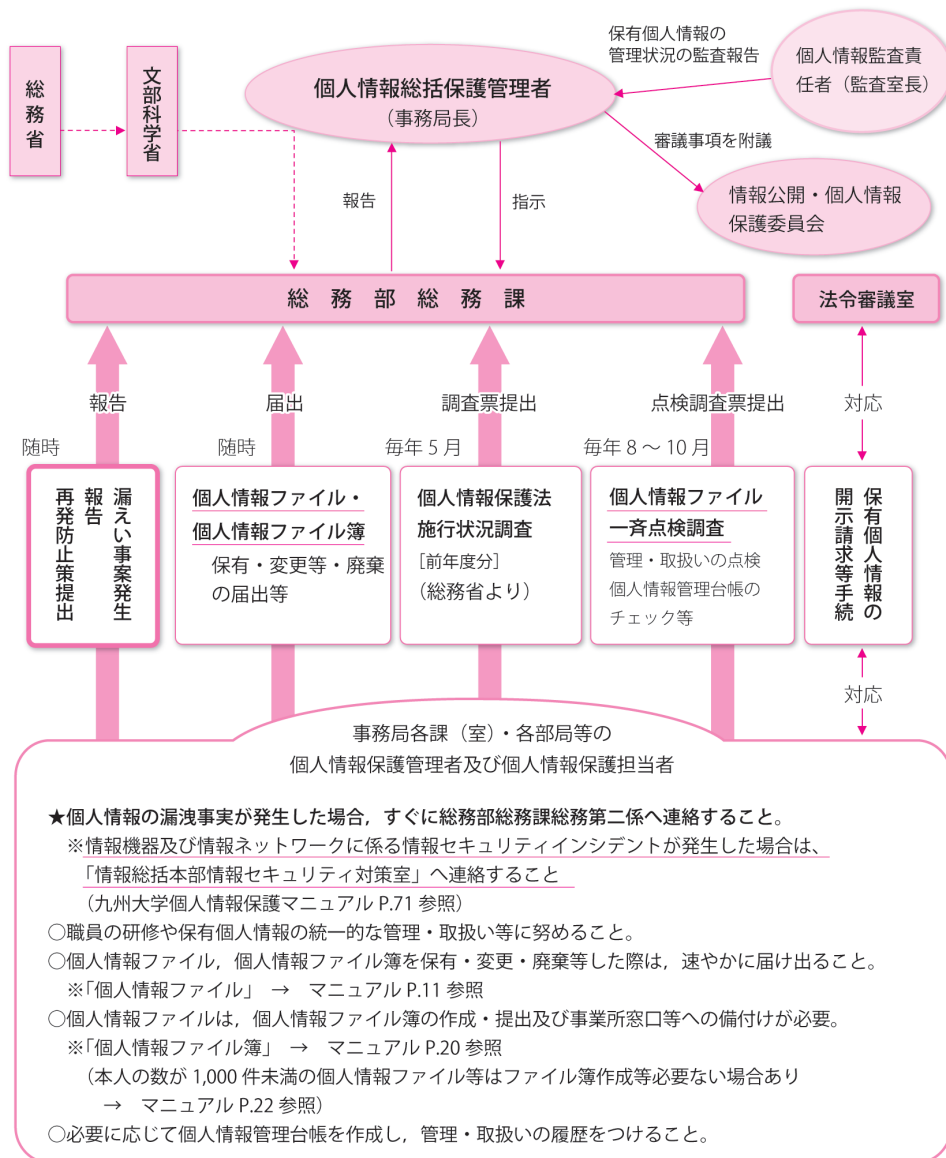 総務省
文部科学省
個人情報総括保護管理者
（事務局長）
保有個人情報の
管理状況の監査報告
個人情報監査責
任者（監査室長）
審議事項を附議
情報公開・個人情報
保護委員会
報告
指示
総務部総務課
法令審議室
報告
届出
調査票提出
点検調査票提出
対応
随時
随時
毎年 5 月
毎年 8 ～ 10 月
漏えい事案発生
報告
再発防止策提出
個人情報ファイル・
個人情報ファイル簿
保有・変更等・廃棄
の届出等
個人情報保護法
施行状況調査
［前年度分］
（総務省より）
個人情報ファイル
一斉点検調査
管理・取扱いの点検
個人情報管理台帳の
チェック等
保有個人情報の
開示請求等手続
対応
事務局各課（室）・各部局等の
個人情報保護管理者及び個人情報保護担当者
★個人情報の漏洩事実が発生した場合，すぐに総務部総務課総務第二係へ連絡すること。
※情報機器及び情報ネットワークに係る情報セキュリティインシデントが発生した場合は、
「情報総括本部情報セキュリティ対策室」へ連絡すること
（九州大学個人情報保護マニュアル P.71 参照）
○職員の研修や保有個人情報の統一的な管理・取扱い等に努めること。
○個人情報ファイル，個人情報ファイル簿を保有・変更・廃棄等した際は，速やかに届け出ること。
※「個人情報ファイル」 → マニュアル P.11 参照
○個人情報ファイルは，個人情報ファイル簿の作成・提出及び事業所窓口等への備付けが必要。
※「個人情報ファイル簿」 → マニュアル P.20 参照
（本人の数が 1,000 件未満の個人情報ファイル等はファイル簿作成等必要ない場合あり
→ マニュアル P.22 参照）
○必要に応じて個人情報管理台帳を作成し，管理・取扱いの履歴をつけること。